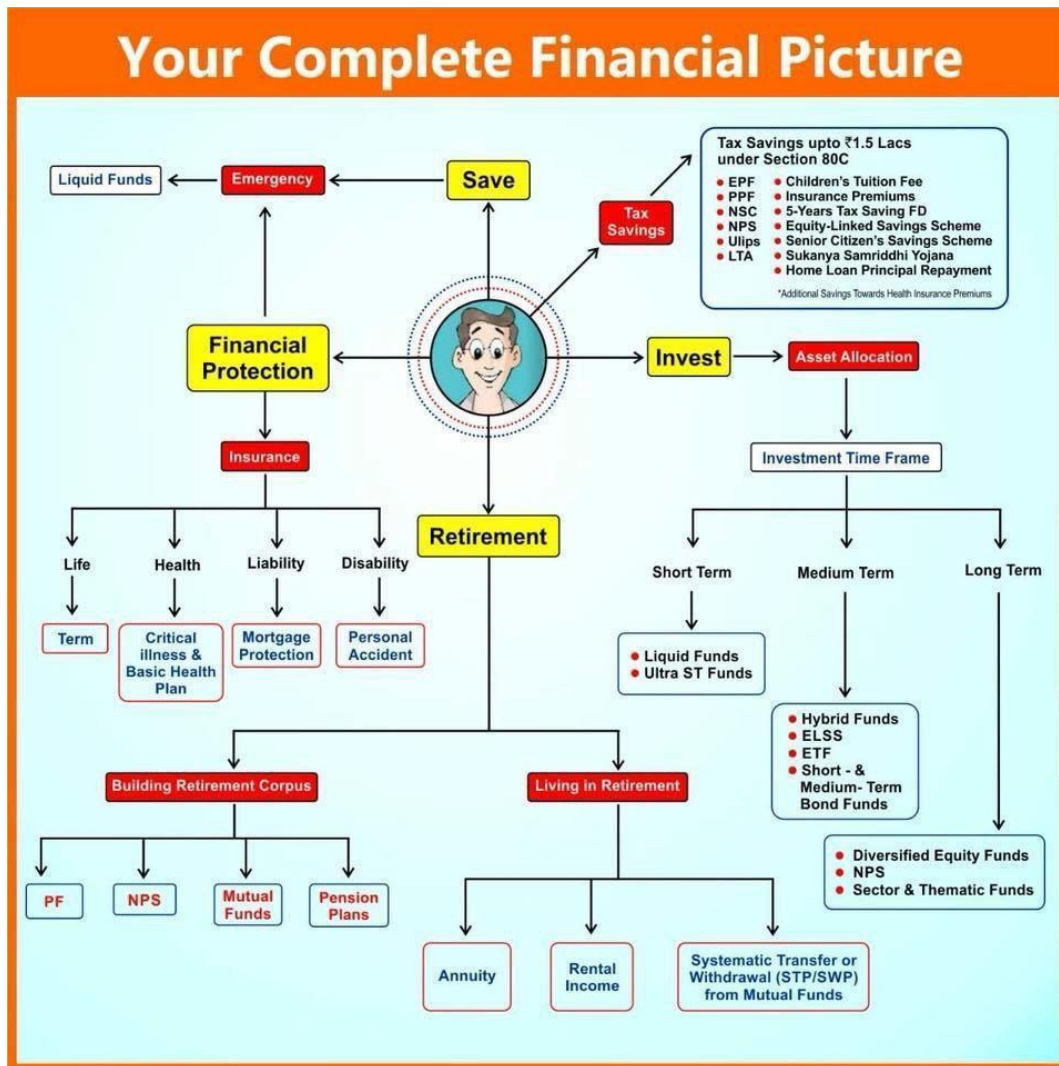 Your Complete Financial Picture
Liquid Funds
Emergency
Save
Tax
Savings
Tax Savings upto ₹1.5 Lacs
under Section 80C
EPF
PPF
NSC
NPS
Ulips
LTA
Children's Tuition Fee
Insurance Premiums
5-Years Tax Saving FD
Equity-Linked Savings Scheme
Senior Citizen's Savings Scheme
Sukanya Samriddhi Yojana
Home Loan Principal Repayment
*Additional Savings Towards Health Insurance Premiums
Financial
Protection
Invest
Asset Allocation
Insurance
Investment Time Frame
Retirement
Life
Health
Liability
Disability
Term
Critical
illness &
Basic Health
Plan
Mortgage
Protection
Personal
Accident
Short Term
Medium Term
Long Term
Liquid Funds
Ultra ST Funds
Hybrid Funds
ELSS
ETF
Short - &
Medium- Term
Bond Funds
Diversified Equity Funds
NPS
Sector & Thematic Funds
Building Retirement Corpus
Living in Retirement
PF
NPS
Mutual
Funds
Pension
Plans
Annuity
Rental
Income
Systematic Transfer or
Withdrawal (STP/SWP)
from Mutual Funds